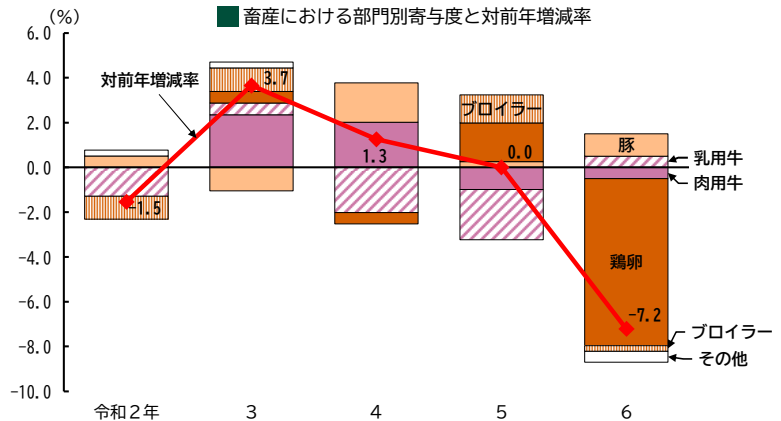 (%)
畜産における部門別寄与度と対前年増減率
6.0
4.0
2.0
0.0
-2.0
-4.0
-6.0
-8.0
-10.0
対前年増減率
3.7
1.3
ブロイラー
0.0
-1.5
豚
乳用牛
肉用牛
鶏卵
-7.2
ブロイラー
その他
令和2年
3
4
5
6